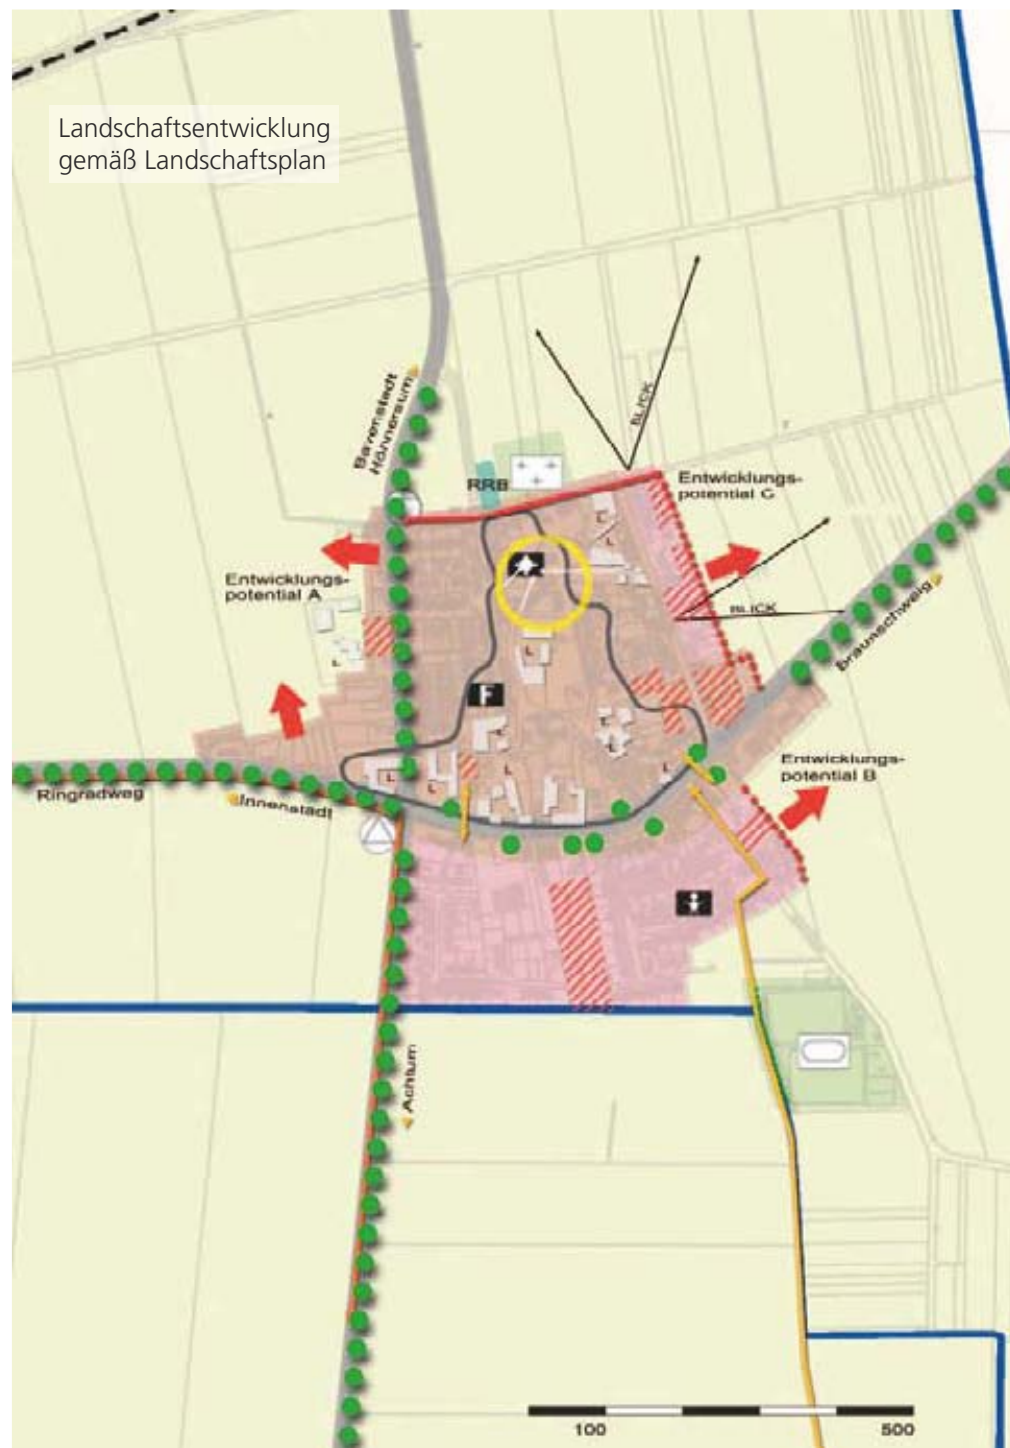 Landschaftsentwicklung
gemäß Landschaftsplan
Bavenstedt
Hönnersum
BLICK
RRB
Entwicklungs-
potential C
Entwicklungs-
potential A
L
L
BLICK
Braunschweig
L
L
F
L
L
L
L
L
L
L
L
Entwicklungs-
potential B
Ringradweg
Innenstadt
Achtum
100
500